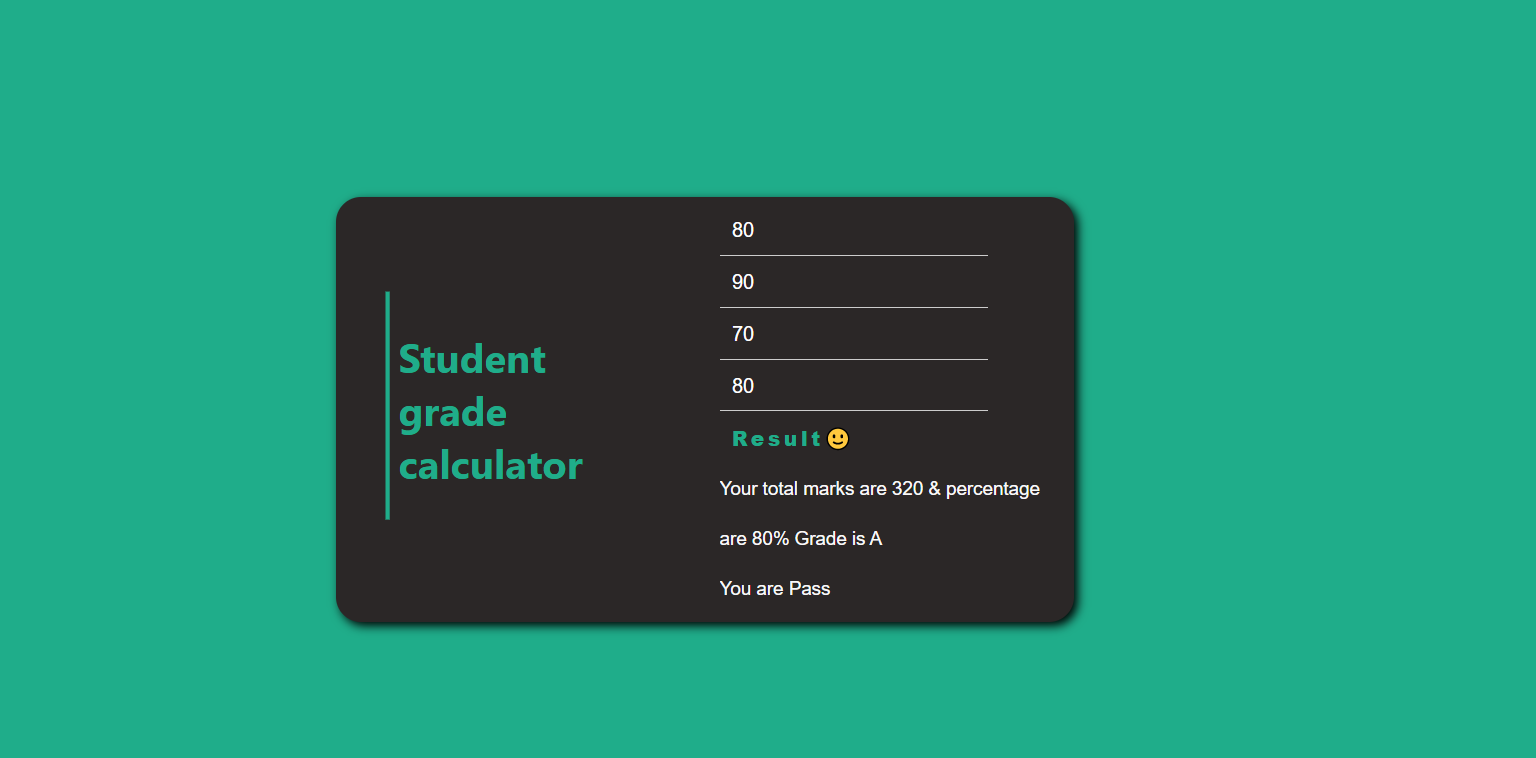 Student
grade
calculator
80
90
70
80
Result🙂
Your total marks are 320 & percentage
are 80% Grade is A
You are Pass